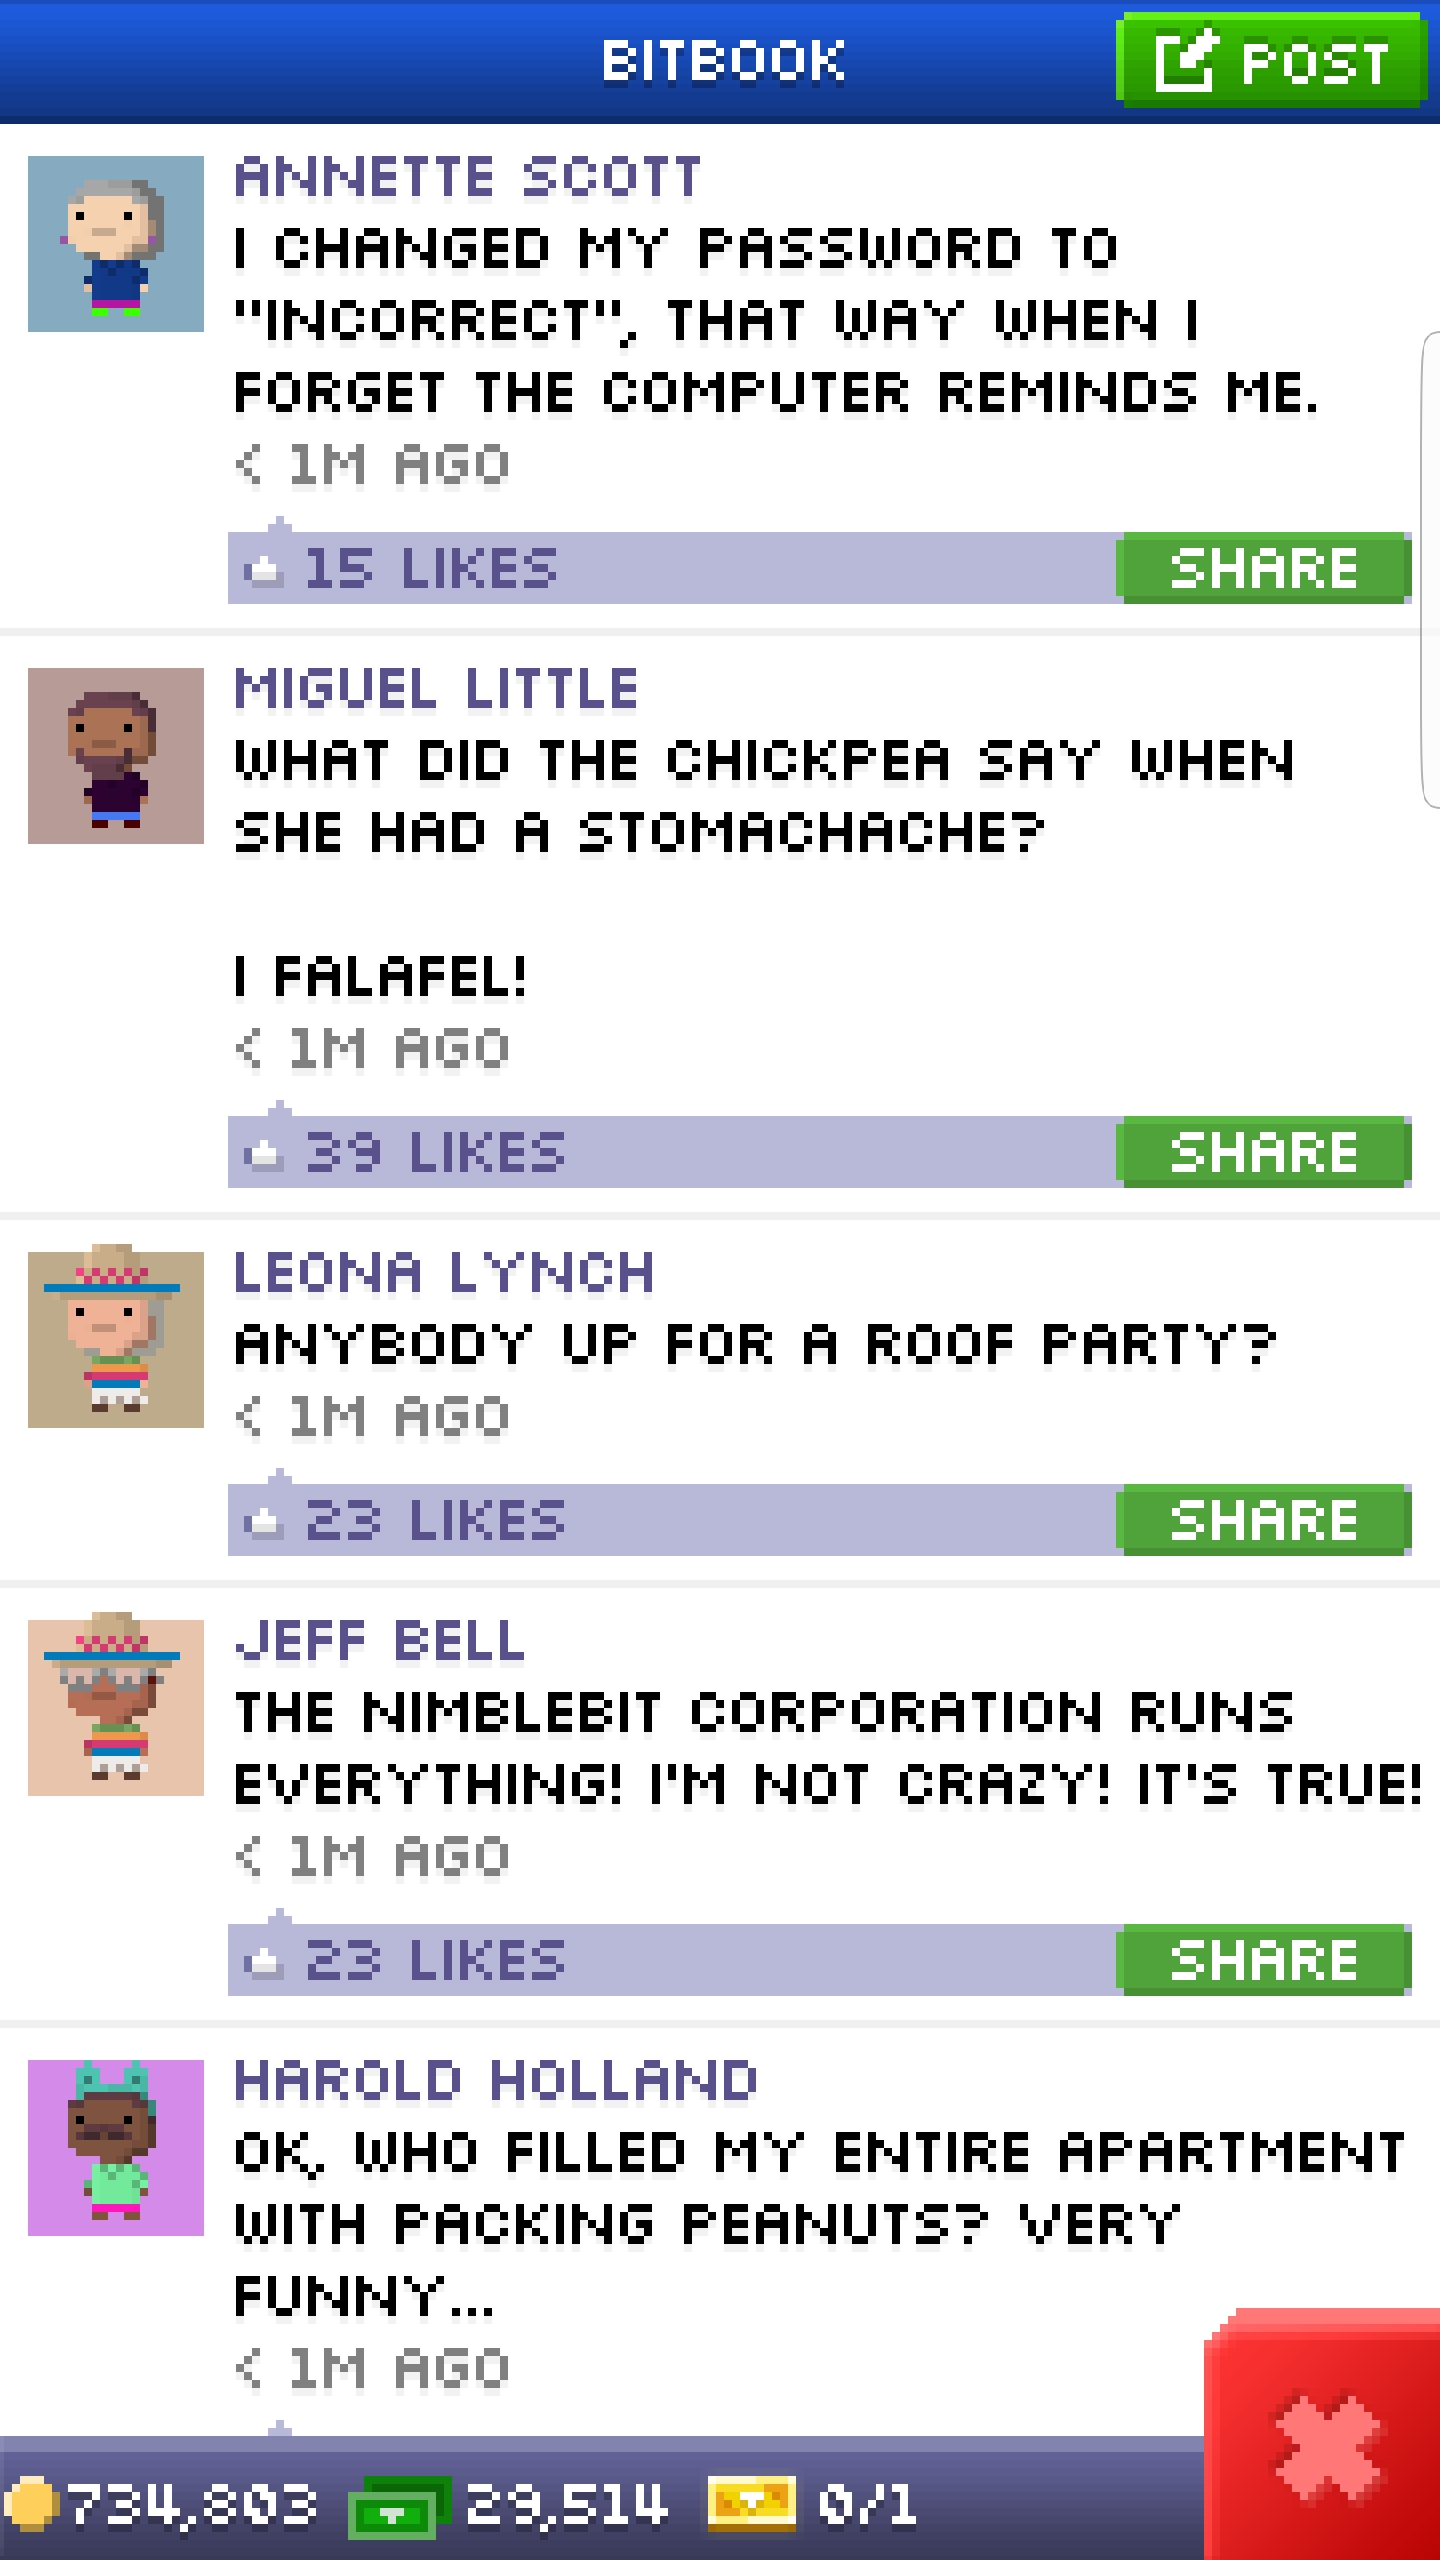 BITBOOK
POST
ANNETTE SCOTT
I CHANGED MY PASSWORD TO
"INCORRECT", THAT WAY WHEN I
FORGET THE COMPUTER REMINDS ME.
< 1M AGO
15 LIKES
SHARE
MIGUEL LITTLE
WHAT DID THE CHICKPEA SAY WHEN
SHE HAD A STOMACHACHE?
I FALAFEL!
< 1M AGO
39 LIKES
SHARE
LEONA LYNCH
ANYBODY UP FOR A ROOF PARTY?
< 1M AGO
23 LIKES
SHARE
JEFF BELL
THE NIMBLEBIT CORPORATION RUNS
EVERYTHING! I'M NOT CRAZY! IT'S TRUE!
< 1M AGO
23 LIKES
SHARE
HAROLD HOLLAND
OK, WHO FILLED MY ENTIRE APARTMENT
WITH PACKING PEANUTS? VERY
FUNNY...
< 1M AGO
734,803 29,514 0/1